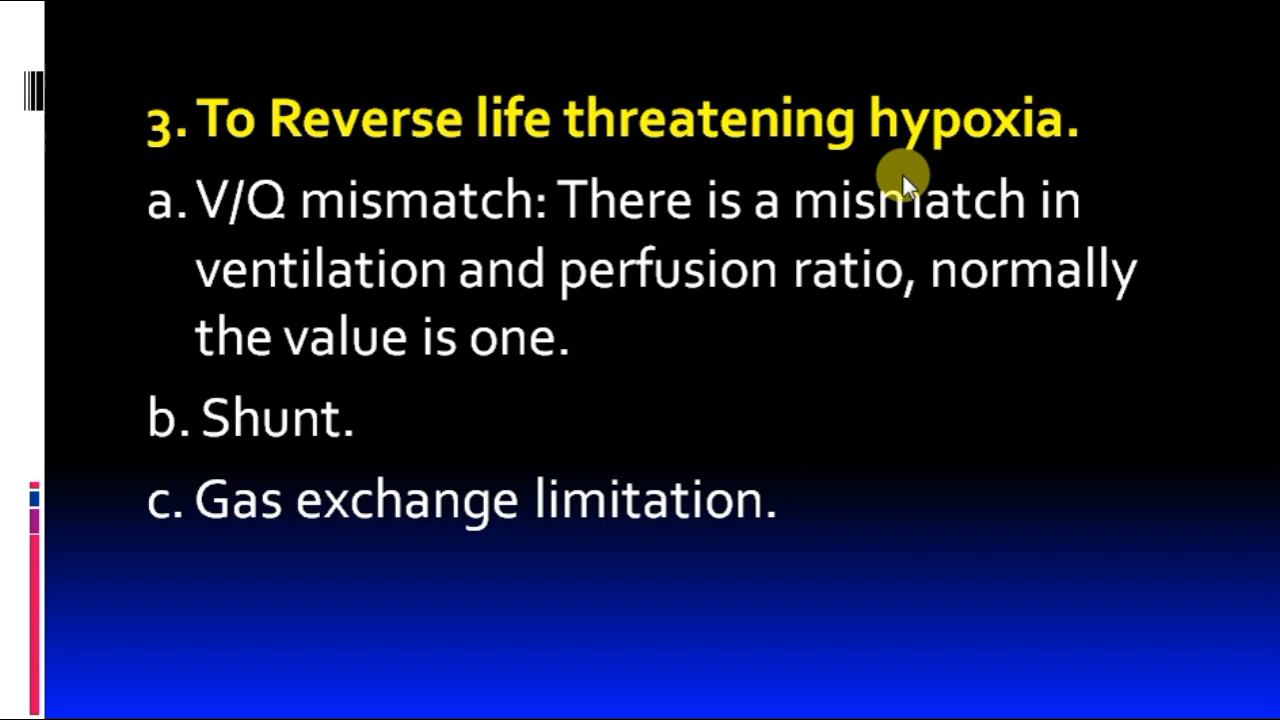 3. To Reverse life threatening hypoxia.
a. V/Q mismatch: There is a mismatch in
ventilation and perfusion ratio, normally
the value is one.
b. Shunt.
c. Gas exchange limitation.